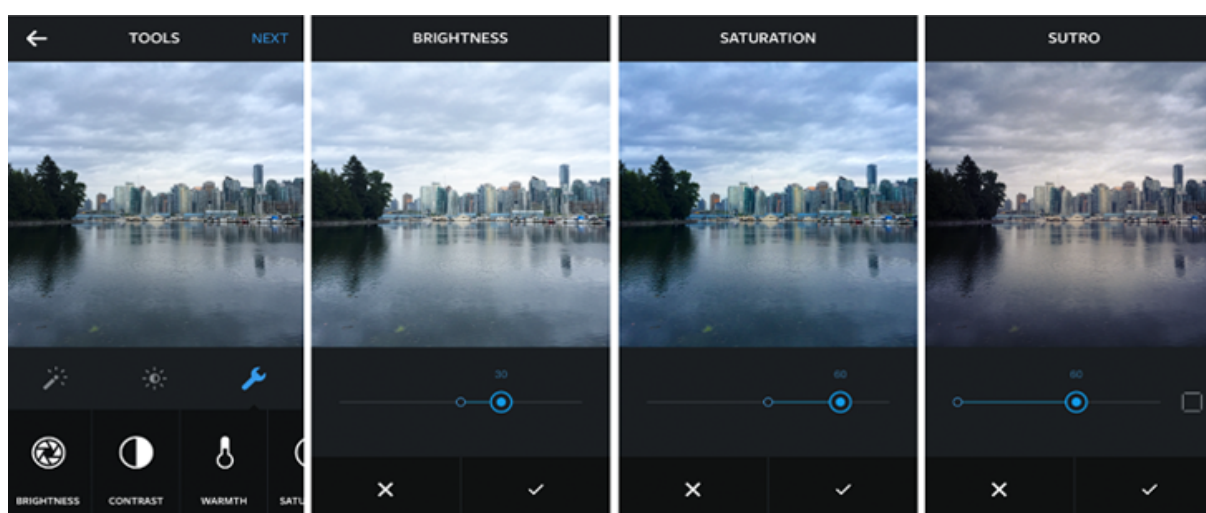 TOOLS NEXT
BRIGHTNESS
SATURATION
SUTRO
30
60
60
BRIGHTNESS
CONTRAST
WARMTH
SATU